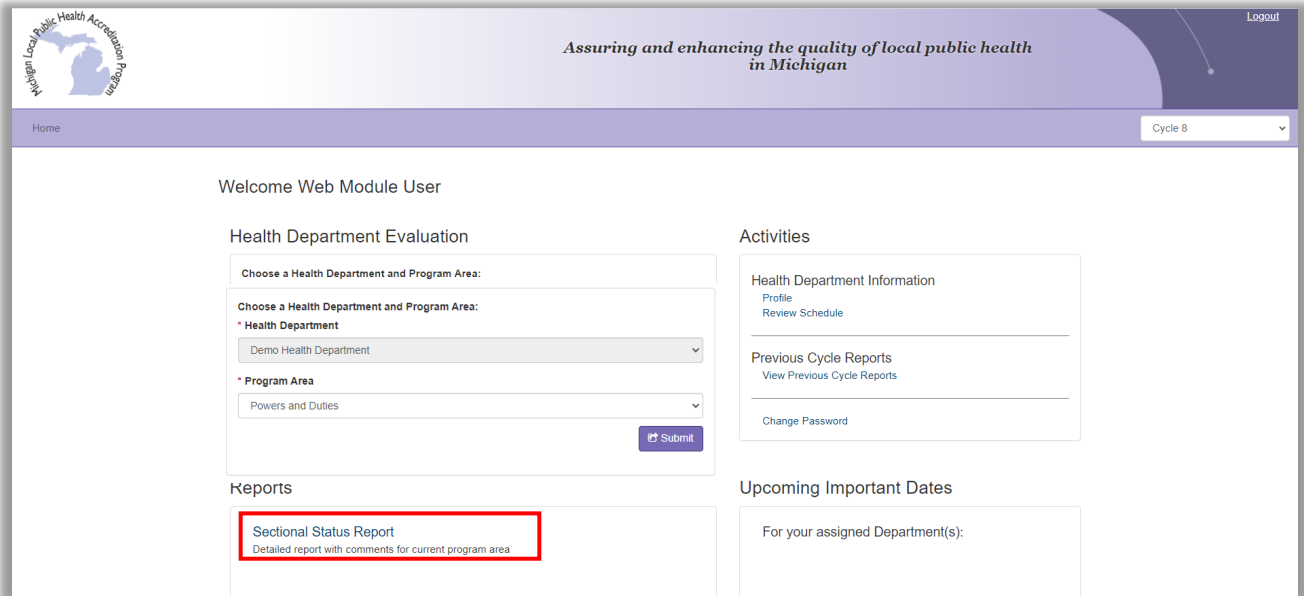 Michigan Local Public Health Accreditation Program
Assuring and enhancing the quality of local public health
in Michigan
Logout
Home
Cycle 8
Welcome Web Module User
Health Department Evaluation
Choose a Health Department and Program Area:
Choose a Health Department and Program Area:
* Health Department
Demo Health Department
* Program Area
Powers and Duties
Submit
Activities
Health Department Information
Profile
Review Schedule
Previous Cycle Reports
View Previous Cycle Reports
Change Password
Reports
Sectional Status Report
Detailed report with comments for current program area
Upcoming Important Dates
For your assigned Department(s):